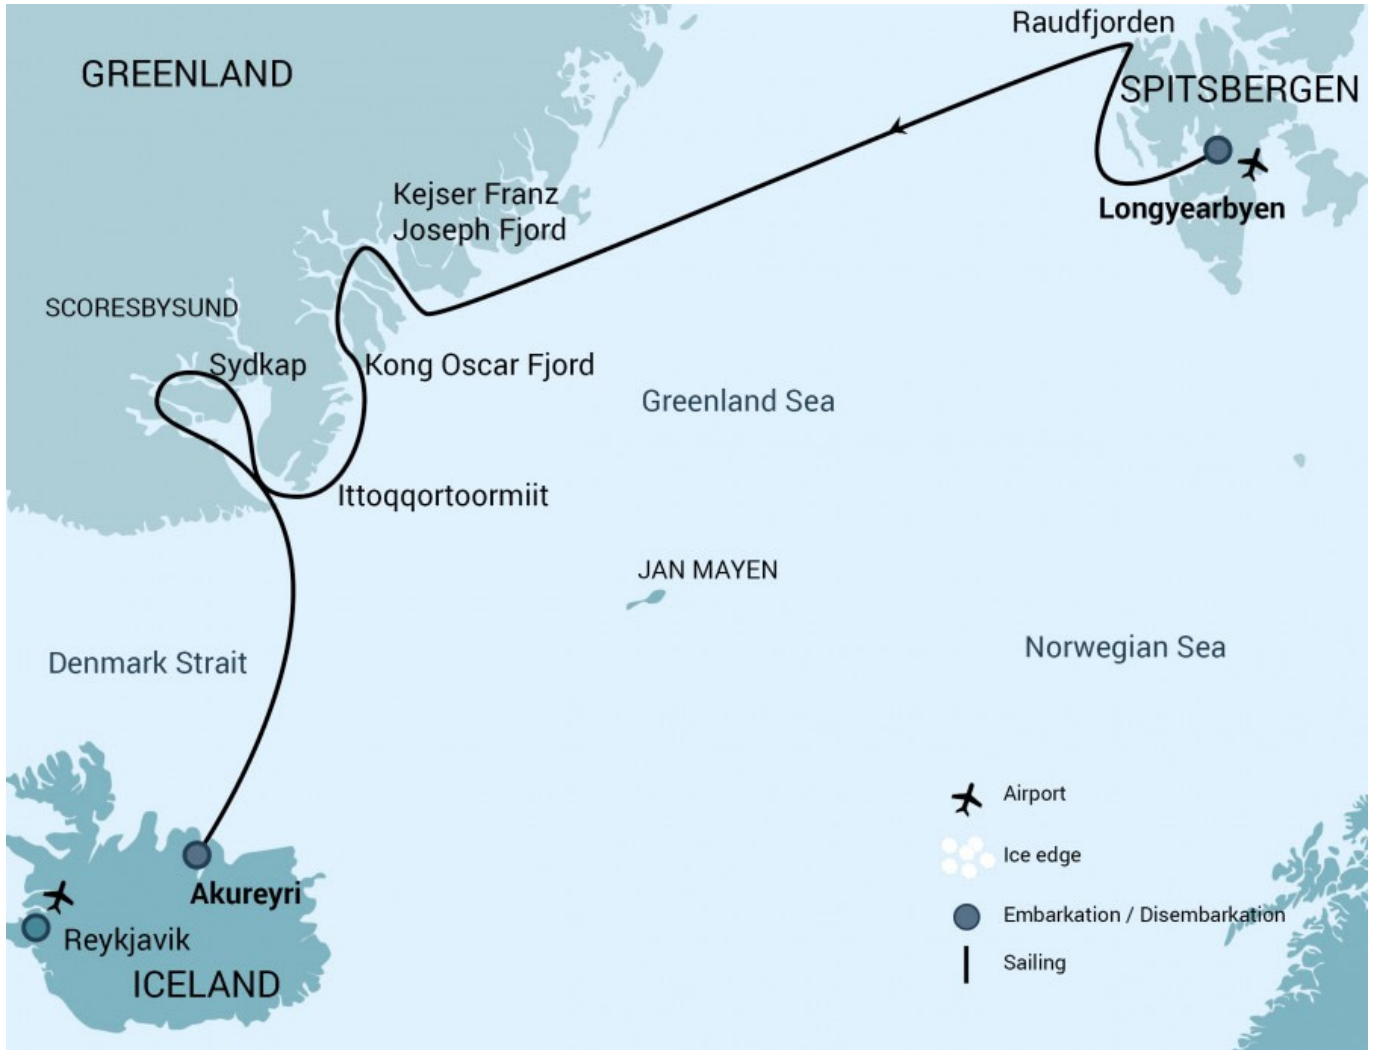 Raudfjorden
GREENLAND
SPITSBERGEN
Kejser Franz
Joseph Fjord
Longyearbyen
SCORESBYSUND
Sydkap
Kong Oscar Fjord
Greenland Sea
Ittoqqortoormiit
JAN MAYEN
Denmark Strait
Norwegian Sea
Airport
Ice edge
Akureyri
Embarkation / Disembarkation
Reykjavik
Sailing
ICELAND